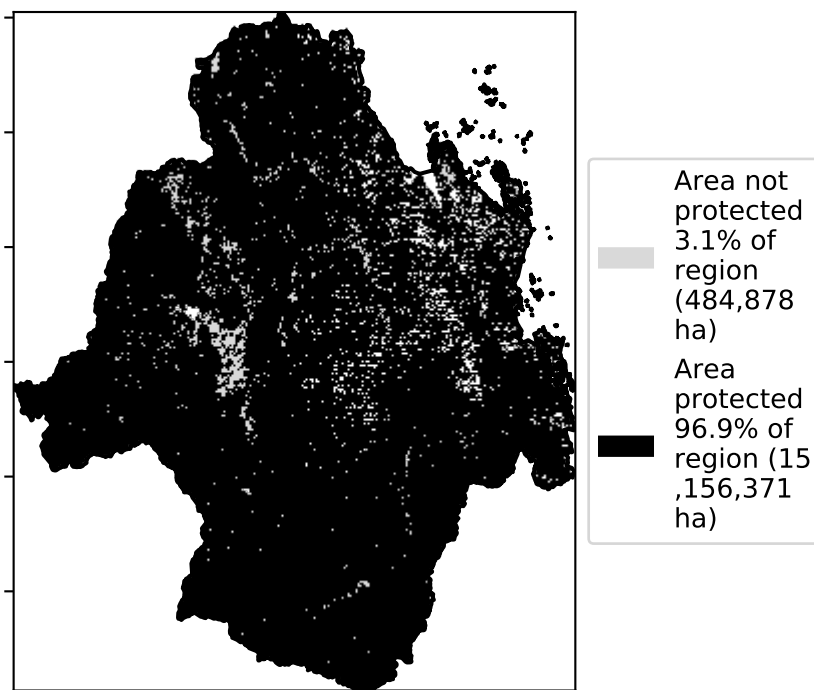 Area not
protected
3.1% of
region
(484,878
ha)
Area
protected
96.9% of
region (15
,156,371
ha)